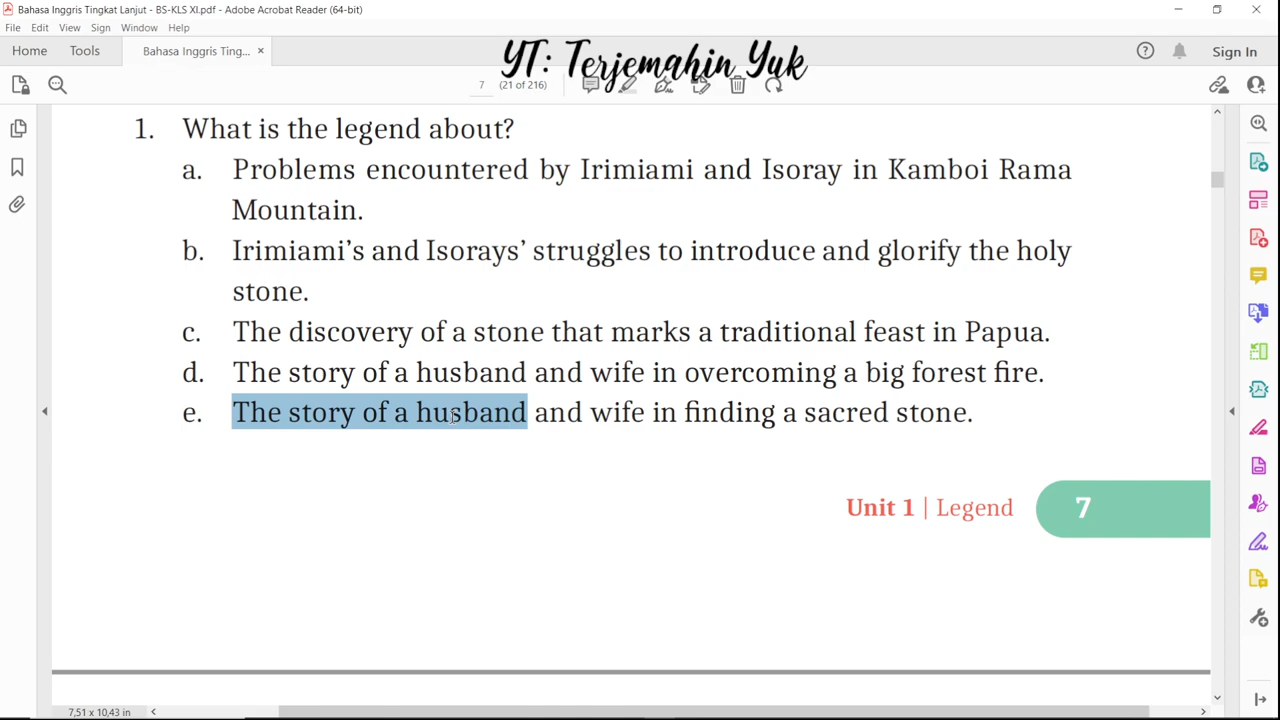 Bahasa Inggris Tingkat Lanjut - BS-KLS XI.pdf - Adobe Acrobat Reader (64-bit)
File Edit View Sign Window Help
Home Tools Bahasa Inggris Ting... × Sign In
YT: Terjemahin Yuk
7 (21 of 216)
1. What is the legend about?
a. Problems encountered by Irimiami and Isoray in Kamboi Rama
Mountain.
b. Irimiami’s and Isorays’ struggles to introduce and glorify the holy
stone.
c. The discovery of a stone that marks a traditional feast in Papua.
d. The story of a husband and wife in overcoming a big forest fire.
e. The story of a husband and wife in finding a sacred stone.
Unit 1 | Legend 7
7,51 x 10,43 in